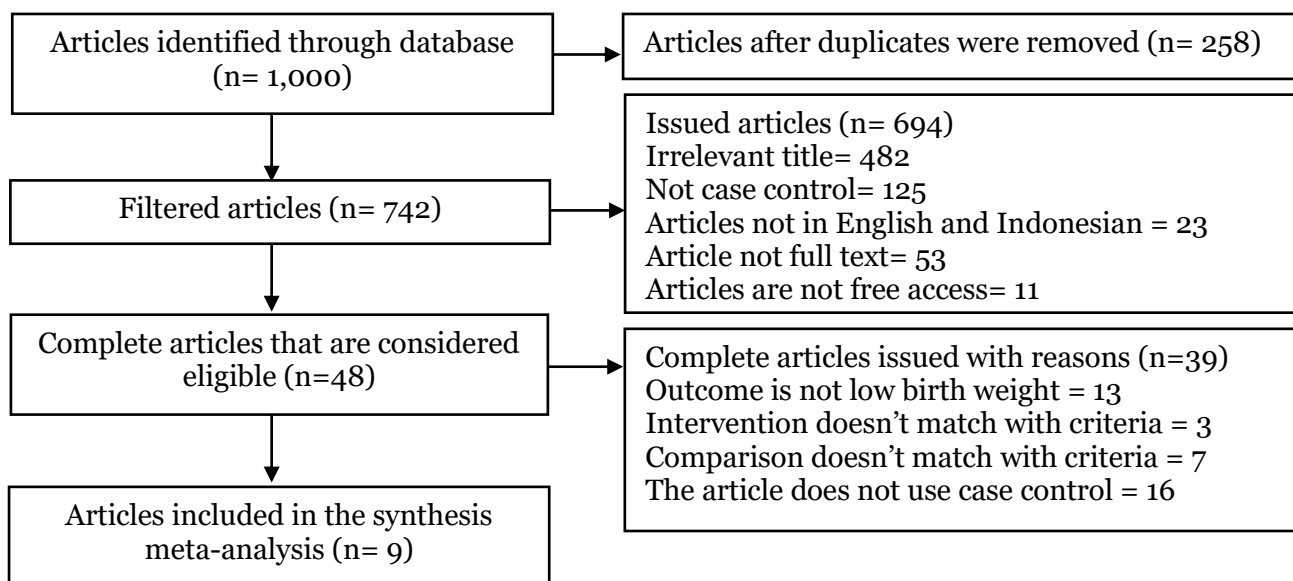 Articles identified through database
(n= 1,000)
Articles after duplicates were removed (n= 258)
Filtered articles (n= 742)
Issued articles (n= 694)
Irrelevant title= 482
Not case control= 125
Articles not in English and Indonesian = 23
Article not full text= 53
Articles are not free access= 11
Complete articles that are considered
eligible (n=48)
Complete articles issued with reasons (n=39)
Outcome is not low birth weight = 13
Intervention doesn’t match with criteria = 3
Comparison doesn’t match with criteria = 7
The article does not use case control = 16
Articles included in the synthesis
meta-analysis (n= 9)